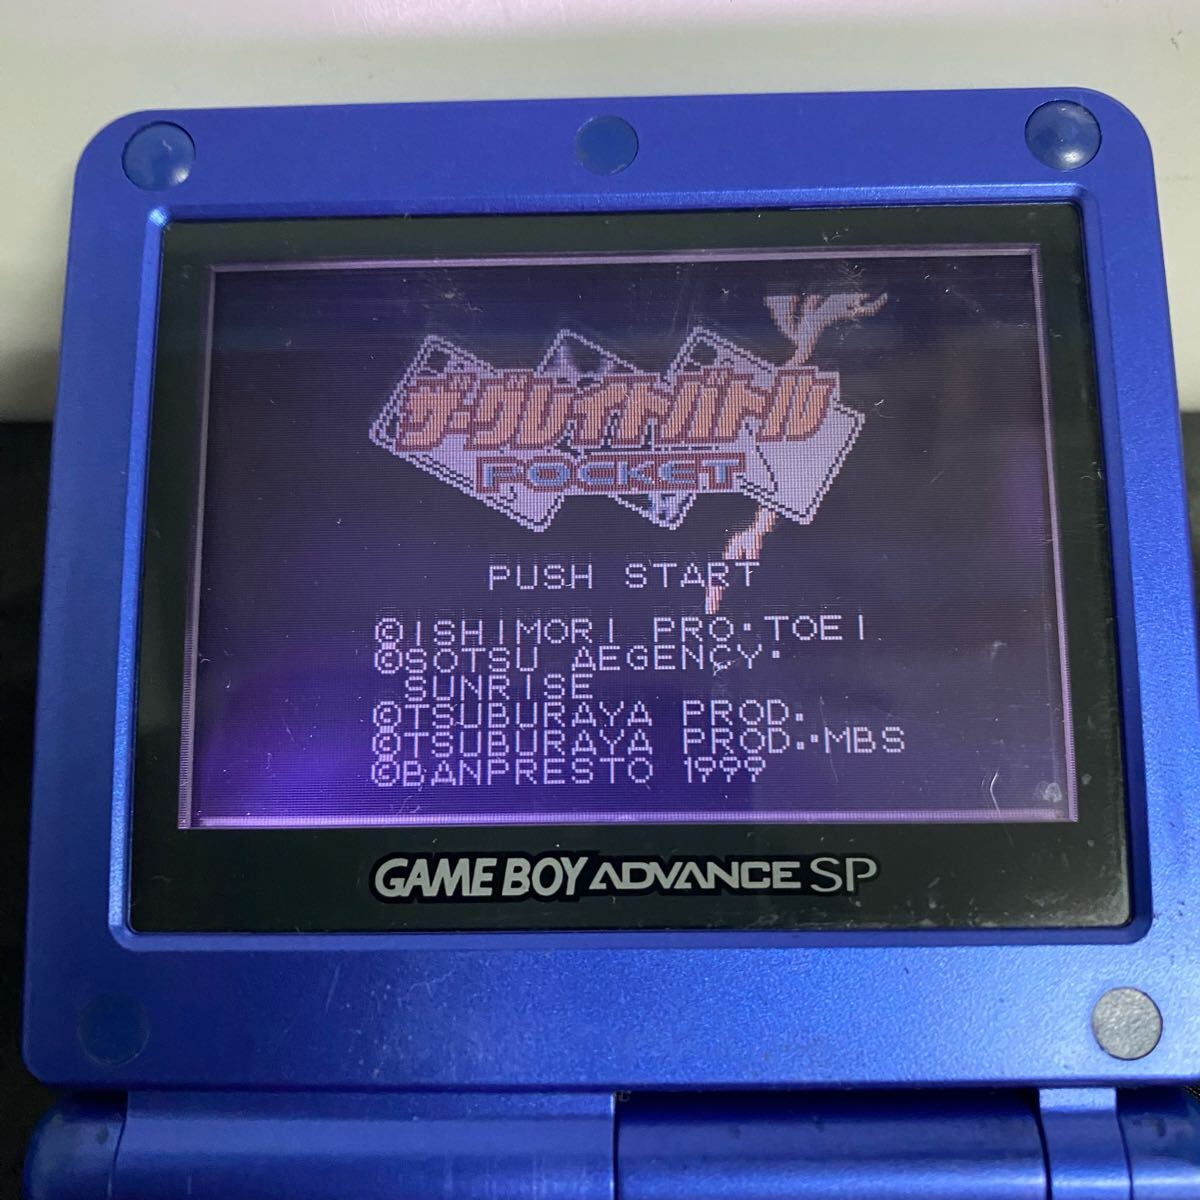 ザ・グレイトバトル
POCKET
PUSH START
©ISHIMORI PRO・TOEI
©SOTSU AEGENCY・
SUNRISE
©TSUBURAYA PROD.
©TSUBURAYA PROD.・MBS
©BANPRESTO 1999
GAME BOY ADVANCE SP